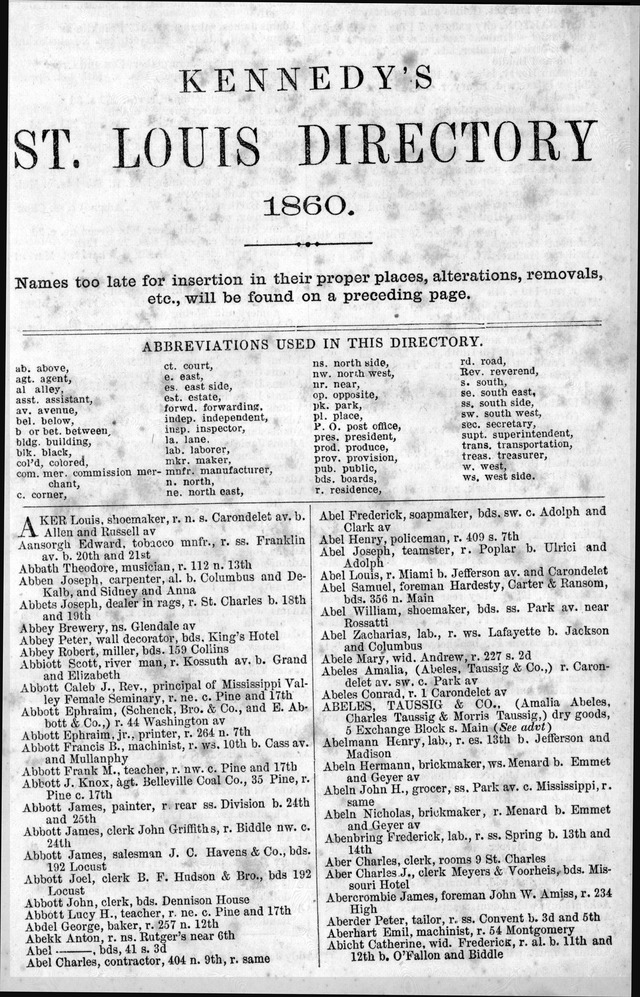 KENNEDY'S
ST. LOUIS DIRECTORY
1860.
Names too late for insertion in their proper places, alterations, removals,
etc., will be found on a preceding page.
ABBREVIATIONS USED IN THIS DIRECTORY.
ab. above,
agt. agent,
al alley,
asst. assistant,
av. avenue,
bel. below,
b or bet. between,
bldg. building,
blk. black,
col'd, colored,
com. mer. commission mer-
chant,
c. corner,
ct. court,
e. east,
es. east side,
est. estate,
forwd. forwarding,
indep. independent,
insp. inspector,
la. lane.
lab. laborer,
mkr. maker,
mnfr. manufacturer,
n. north,
ne. north east,
ns. north side,
nw. north west,
nr. near,
op. opposite,
pk. park,
pl. place,
P. O. post office,
pres. president,
prod. produce,
prov. provision,
pub. public,
bds. boards,
r. residence,
rd. road,
Rev. reverend,
s. south,
se. south east,
ss. south side,
sw. south west,
sec. secretary,
supt. superintendent,
trans. transportation,
treas. treasurer,
w. west,
ws. west side.
AKER Louis, shoemaker, r. n. s. Carondelet av. b.
Allen and Russell av
Aansorgh Edward, tobacco mnfr., r. ss. Franklin
av. b. 20th and 21st
Abbath Theodore, musician, r. 112 n. 13th
Abben Joseph, carpenter, al. b. Columbus and De-
Kalb, and Sidney and Anna
Abbets Joseph, dealer in rags, r. St. Charles b. 18th
and 19th
Abbey Brewery, ns. Glendale av
Abbey Peter, wall decorator, bds. King's Hotel
Abbey Robert, miller, bds. 159 Collins
Abbiott Scott, river man, r. Kossuth av. b. Grand
and Elizabeth
Abbott Caleb J., Rev., principal of Mississippi Val-
ley Female Seminary, r. ne. c. Pine and 17th
Abbott Ephraim, (Schenck, Bro. & Co., and E. Ab-
bott & Co.,) r. 44 Washington av
Abbott Ephraim, jr., printer, r. 264 n. 7th
Abbott Francis B., machinist, r. ws. 10th b. Cass av.
and Mullanphy
Abbott Frank M., teacher, r. nw. c. Pine and 17th
Abbott J. Knox, agt. Belleville Coal Co., 35 Pine, r.
Pine c. 17th
Abbott James, painter, r rear ss. Division b. 24th
and 25th
Abbott James, clerk John Griffiths, r. Biddle nw. c.
24th
Abbott James, salesman J. C. Havens & Co., bds.
192 Locust
Abbott Joel, clerk B. F. Hudson & Bro., bds 192
Locust
Abbott John, clerk, bds. Dennison House
Abbott Lucy H., teacher, r. ne. c. Pine and 17th
Abdel George, baker, r. 257 n. 12th
Abekk Anton, r. ns. Rutger's near 6th
Abel ———, bds, 41 s. 3d
Abel Charles, contractor, 404 n. 9th, r. same
Abel Frederick, soapmaker, bds. sw. c. Adolph and
Clark av
Abel Henry, policeman, r. 409 s. 7th
Abel Joseph, teamster, r. Poplar b. Ulrici and
Adolph
Abel Louis, r. Miami b. Jefferson av. and Carondelet
Abel Samuel, foreman Hardesty, Carter & Ransom,
bds. 356 n. Main
Abel William, shoemaker, bds. ss. Park av. near
Rossatti
Abel Zacharias, lab., r. ws. Lafayette b. Jackson
and Columbus
Abele Mary, wid. Andrew, r. 227 s. 2d
Abeles Amalia, (Abeles, Taussig & Co.,) r. Caron-
delet av. sw. c. Park av
Abeles Conrad, r. 1 Carondelet av
ABELES, TAUSSIG & CO., (Amalia Abeles,
Charles Taussig & Morris Taussig,) dry goods,
5 Exchange Block s. Main (See advt)
Abelmann Henry, lab., r. es. 13th b. Jefferson and
Madison
Abeln Hermann, brickmaker, ws. Menard b. Emmet
and Geyer av
Abeln John H., grocer, ss. Park av. c. Mississippi, r.
same
Abeln Nicholas, brickmaker, r. Menard b. Emmet
and Geyer av
Abenbring Frederick, lab., r. ss. Spring b. 13th and
14th
Aber Charles, clerk, rooms 9 St. Charles
Aber Charles J., clerk Meyers & Voorheis, bds. Mis-
souri Hotel
Abercrombie James, foreman John W. Amiss, r. 234
High
Aberder Peter, tailor, r. ss. Convent b. 3d and 5th
Aberhart Emil, machinist, r. 54 Montgomery
Abicht Catherine, wid. Frederick, r. al. b. 11th and
12th b. O'Fallon and Biddle